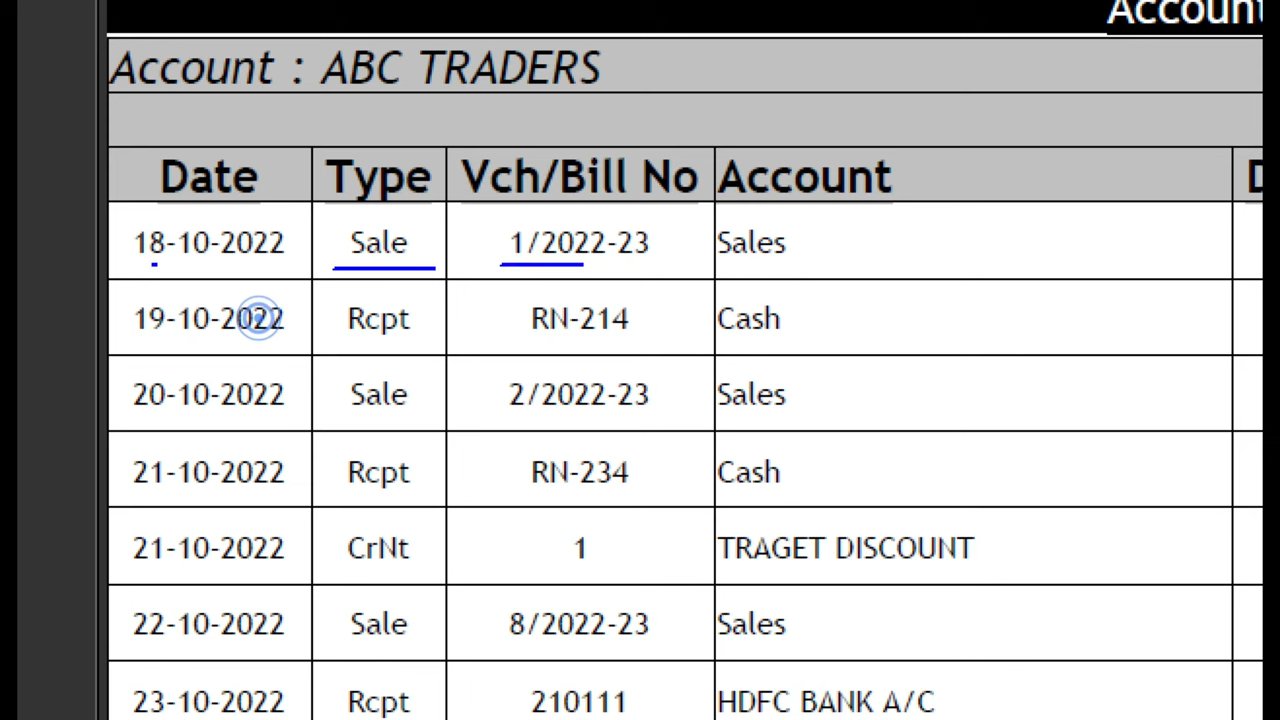 Account
Account : ABC TRADERS
Date Type Vch/Bill No Account
18-10-2022 Sale 1/2022-23 Sales
19-10-2022 Rcpt RN-214 Cash
20-10-2022 Sale 2/2022-23 Sales
21-10-2022 Rcpt RN-234 Cash
21-10-2022 CrNt 1 TRAGET DISCOUNT
22-10-2022 Sale 8/2022-23 Sales
23-10-2022 Rcpt 210111 HDFC BANK A/C